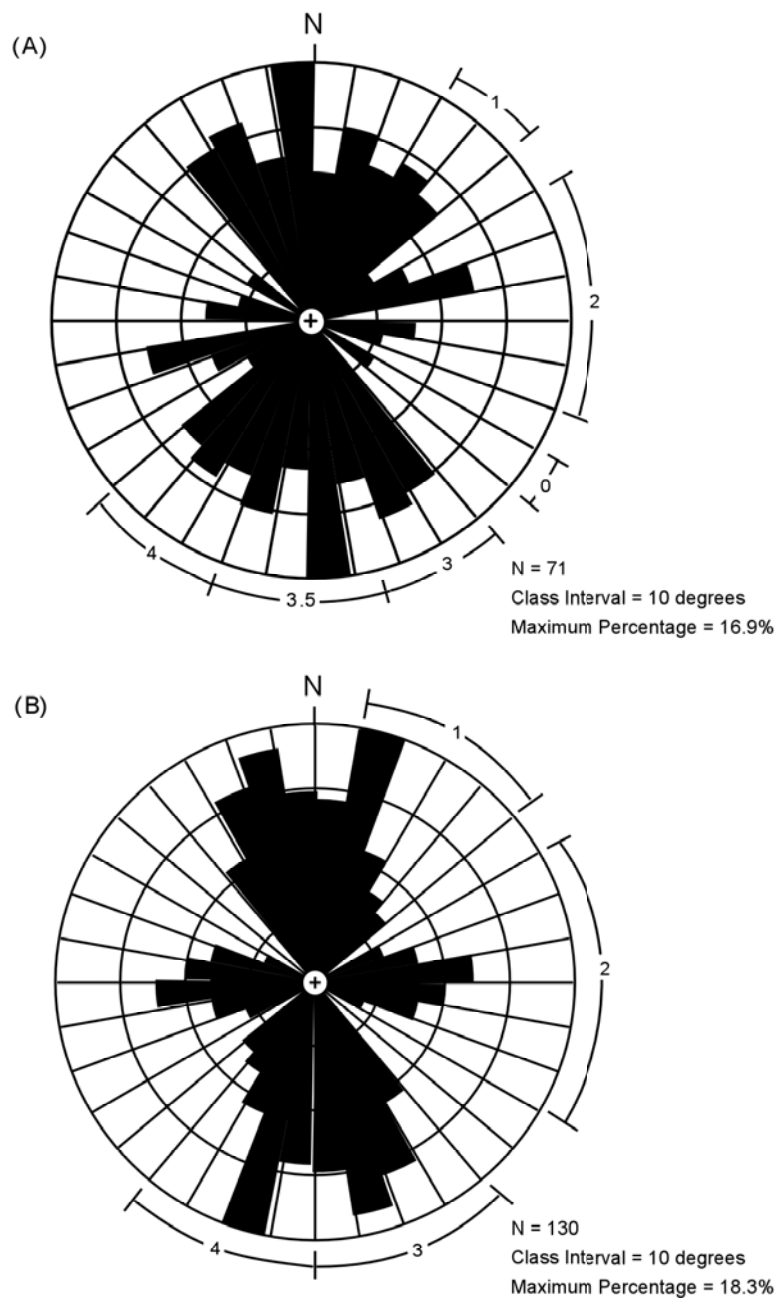 (A)
N
1
2
0
3
3.5
4
N = 71
Class Interval = 10 degrees
Maximum Percentage = 16.9%
(B)
N
1
2
3
4
N = 130
Class Interval = 10 degrees
Maximum Percentage = 18.3%